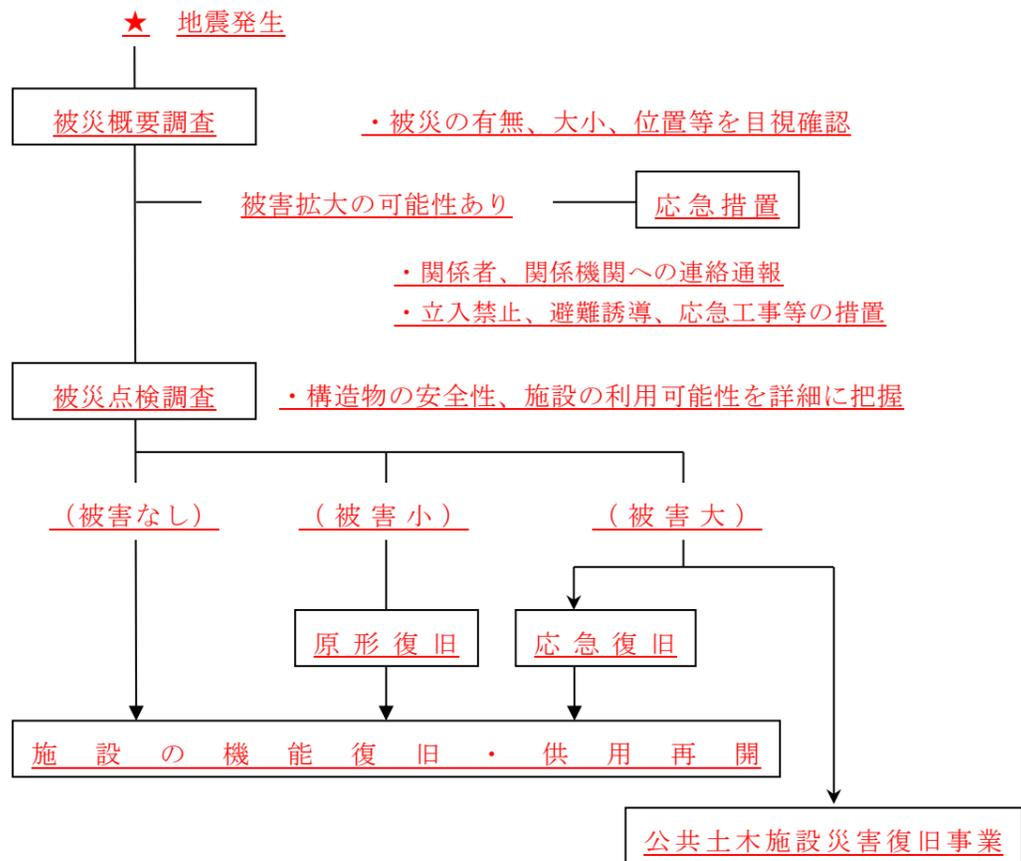 ★ 地震発生
被災概要調査
・被災の有無、大小、位置等を目視確認
被害拡大の可能性あり
応急措置
・関係者、関係機関への連絡通報
・立入禁止、避難誘導、応急工事等の措置
被災点検調査
・構造物の安全性、施設の利用可能性を詳細に把握
（被害なし）
（被害小）
（被害大）
原形復旧
応急復旧
施設の機能復旧・供用再開
公共土木施設災害復旧事業